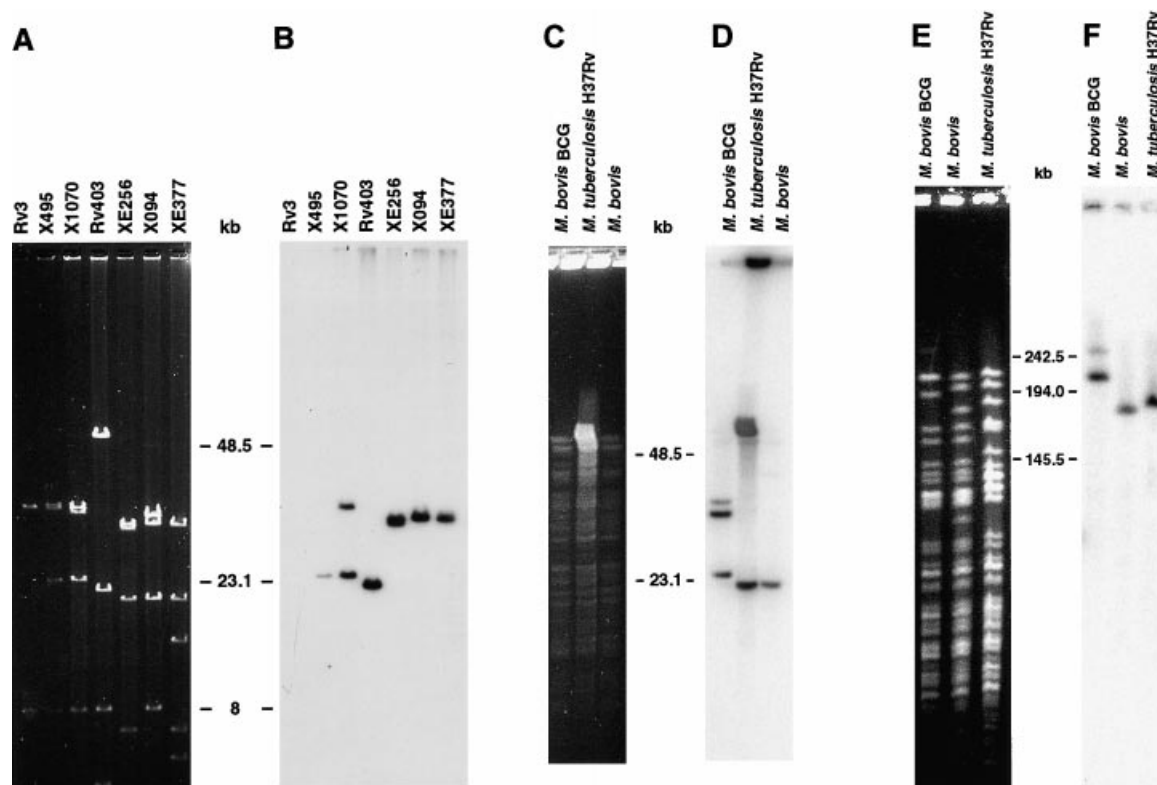 A
Rv3
X495
X1070
Rv403
XE256
X094
XE377
kb
– 48.5 –
– 23.1 –
– 8 –
B
Rv3
X495
X1070
Rv403
XE256
X094
XE377
C
M. bovis BCG
M. tuberculosis H37Rv
M. bovis
kb
– 48.5 –
– 23.1 –
D
M. bovis BCG
M. tuberculosis H37Rv
M. bovis
E
M. bovis BCG
M. bovis
M. tuberculosis H37Rv
kb
– 242.5 –
– 194.0 –
– 145.5 –
F
M. bovis BCG
M. bovis
M. tuberculosis H37Rv